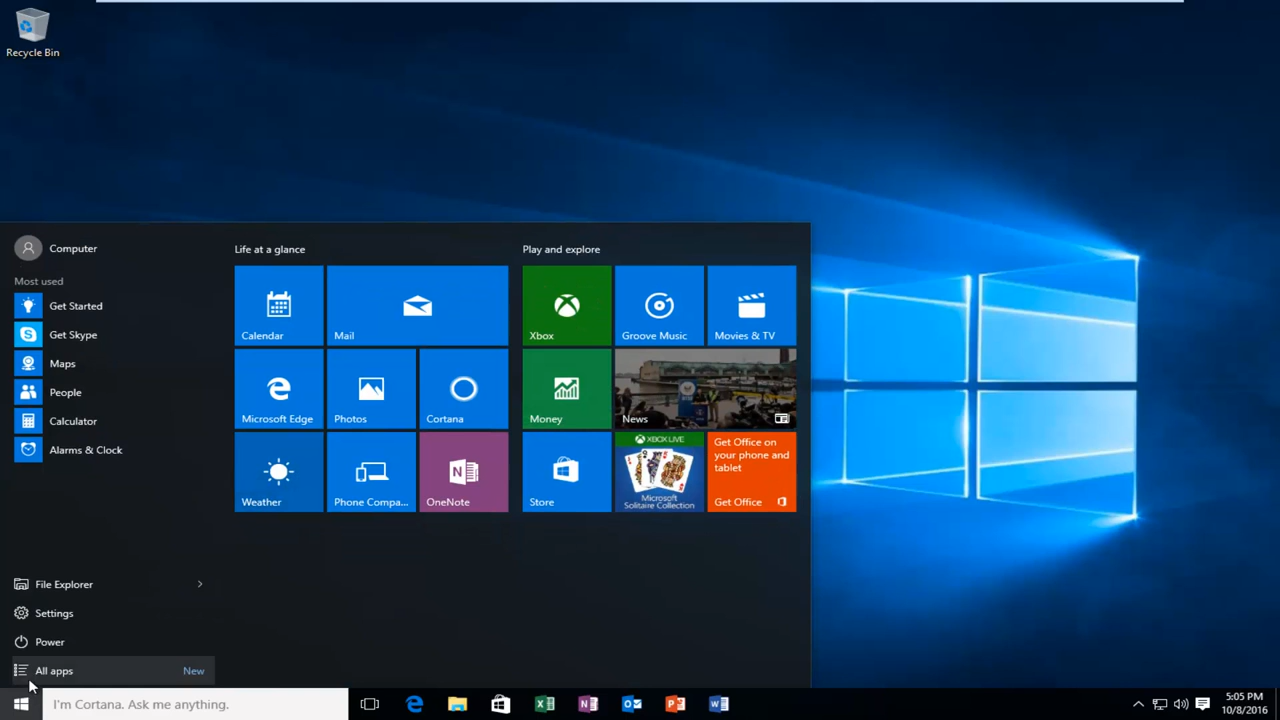 Recycle Bin
Computer
Most used
Get Started
Get Skype
Maps
People
Calculator
Alarms & Clock
File Explorer
Settings
Power
All apps New
Life at a glance
Calendar
Mail
Microsoft Edge
Photos
Cortana
Weather
Phone Compa...
N
OneNote
Play and explore
Xbox
Groove Music
Movies & TV
Money
News
Store
XBOX LIVE
Microsoft
Solitaire Collection
Get Office on
your phone and
tablet
Get Office
I'm Cortana. Ask me anything.
5:05 PM
10/8/2016